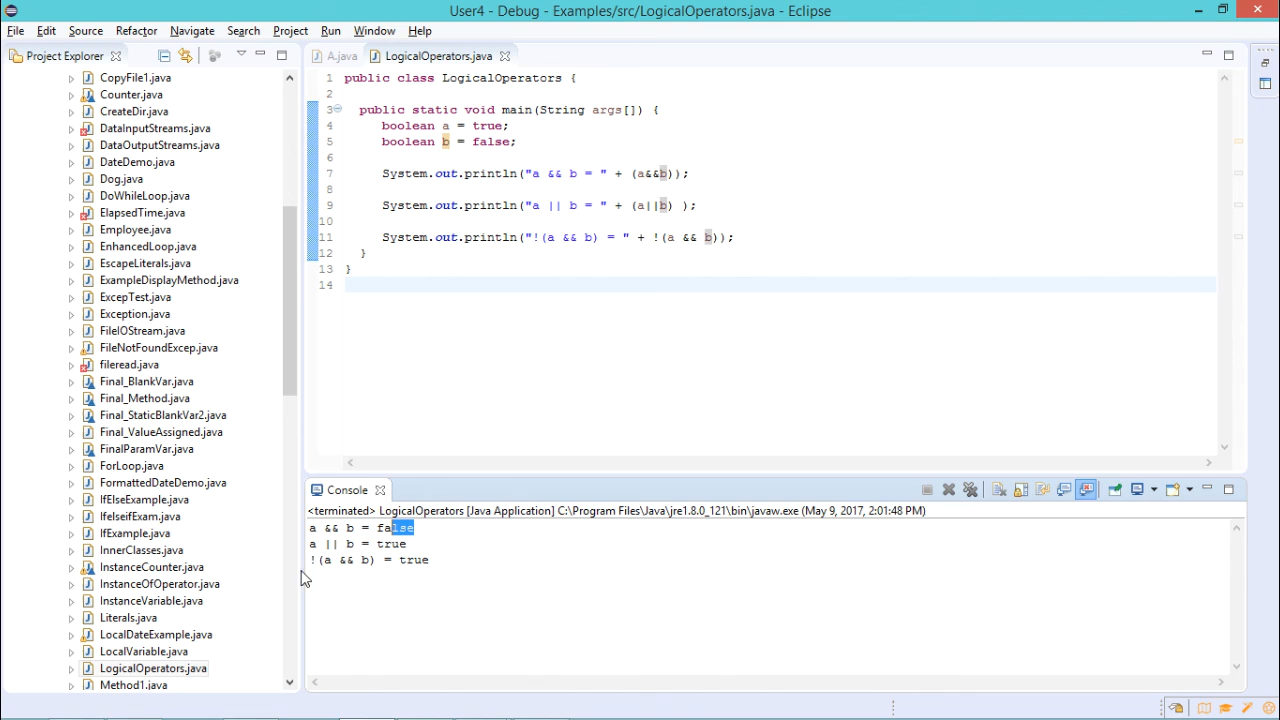 User4 - Debug - Examples/src/LogicalOperators.java - Eclipse
File Edit Source Refactor Navigate Search Project Run Window Help
Project Explorer
CopyFile1.java
Counter.java
CreateDir.java
DataInputStreams.java
DataOutputStreams.java
DateDemo.java
Dog.java
DoWhileLoop.java
ElapsedTime.java
Employee.java
EnhancedLoop.java
EscapeLiterals.java
ExampleDisplayMethod.java
ExcepTest.java
Exception.java
FileIOStream.java
FileNotFoundExcep.java
fileread.java
Final_BlankVar.java
Final_Method.java
Final_StaticBlankVar2.java
Final_ValueAssigned.java
FinalParamVar.java
ForLoop.java
FormattedDateDemo.java
IfElseExample.java
IfelseifExam.java
IfExample.java
InnerClasses.java
InstanceCounter.java
InstanceOfOperator.java
InstanceVariable.java
Literals.java
LocalDateExample.java
LocalVariable.java
LogicalOperators.java
Method1.java
A.java LogicalOperators.java
1 public class LogicalOperators {
2
3 public static void main(String args[]) {
4 boolean a = true;
5 boolean b = false;
6
7 System.out.println("a && b = " + (a&&b));
8
9 System.out.println("a || b = " + (a||b) );
10
11 System.out.println("!(a && b) = " + !(a && b));
12 }
13 }
14
Console
<terminated> LogicalOperators [Java Application] C:\Program Files\Java\jre1.8.0_121\bin\javaw.exe (May 9, 2017, 2:01:48 PM)
a && b = false
a || b = true
!(a && b) = true